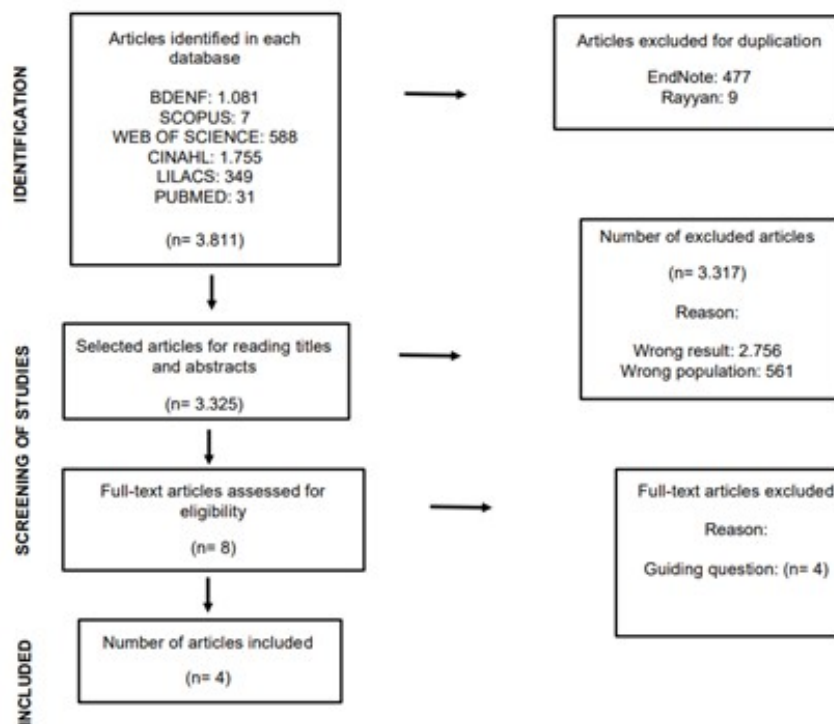 IDENTIFICATION
Articles identified in each
database
BDENF: 1.081
SCOPUS: 7
WEB OF SCIENCE: 588
CINAHL: 1.755
LILACS: 349
PUBMED: 31
(n= 3.811)
Articles excluded for duplication
EndNote: 477
Rayyan: 9
SCREENING OF STUDIES
Selected articles for reading titles
and abstracts
(n= 3.325)
Number of excluded articles
(n= 3.317)
Reason:
Wrong result: 2.756
Wrong population: 561
Full-text articles assessed for
eligibility
(n= 8)
Full-text articles excluded
Reason:
Guiding question: (n= 4)
INCLUDED
Number of articles included
(n= 4)